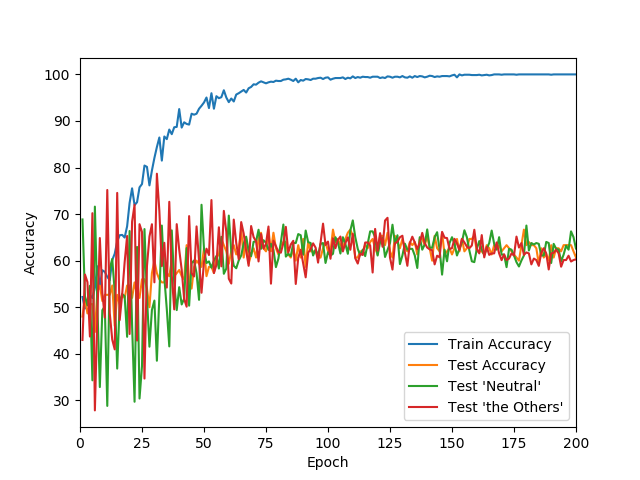 100
90
80
70
60
50
40
30
Accuracy
0 25 50 75 100 125 150 175 200
Epoch
Train Accuracy
Test Accuracy
Test 'Neutral'
Test 'the Others'